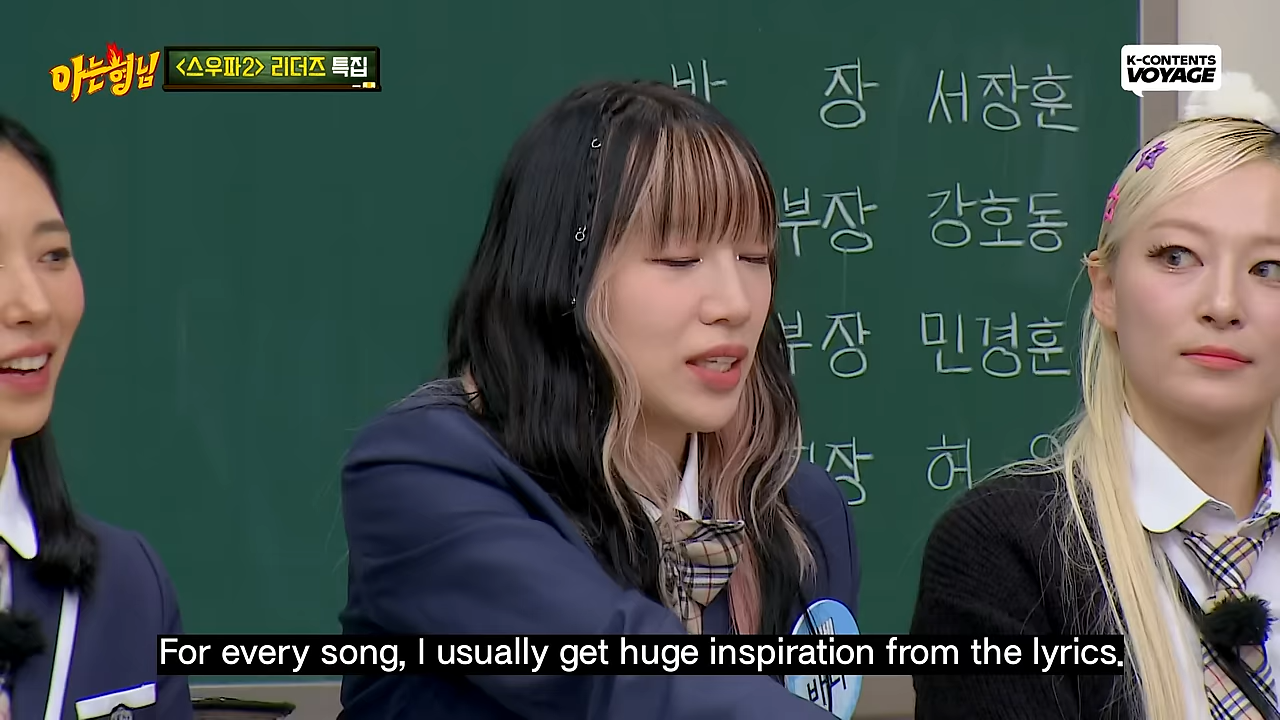 아는형님
<스우파2> 리더즈 특집
K-CONTENTS
VOYAGE
반 장 서장훈
부장 강호동
부장 민경훈
장 허
For every song, I usually get huge inspiration from the lyrics.